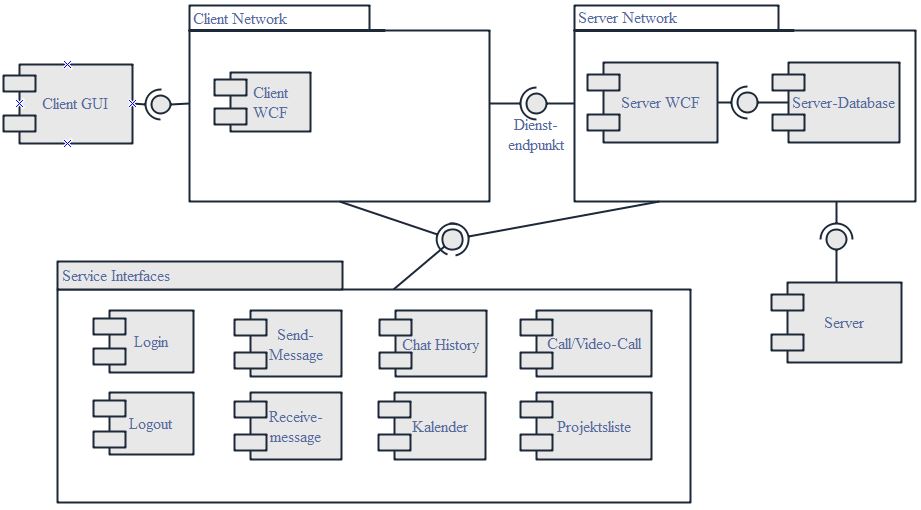 Client Network
Server Network
Client GUI
Client
WCF
Dienst-
endpunkt
Server WCF
Server-Database
Service Interfaces
Login
Send-
Message
Chat History
Call/Video-Call
Logout
Receive-
message
Kalender
Projektsliste
Server